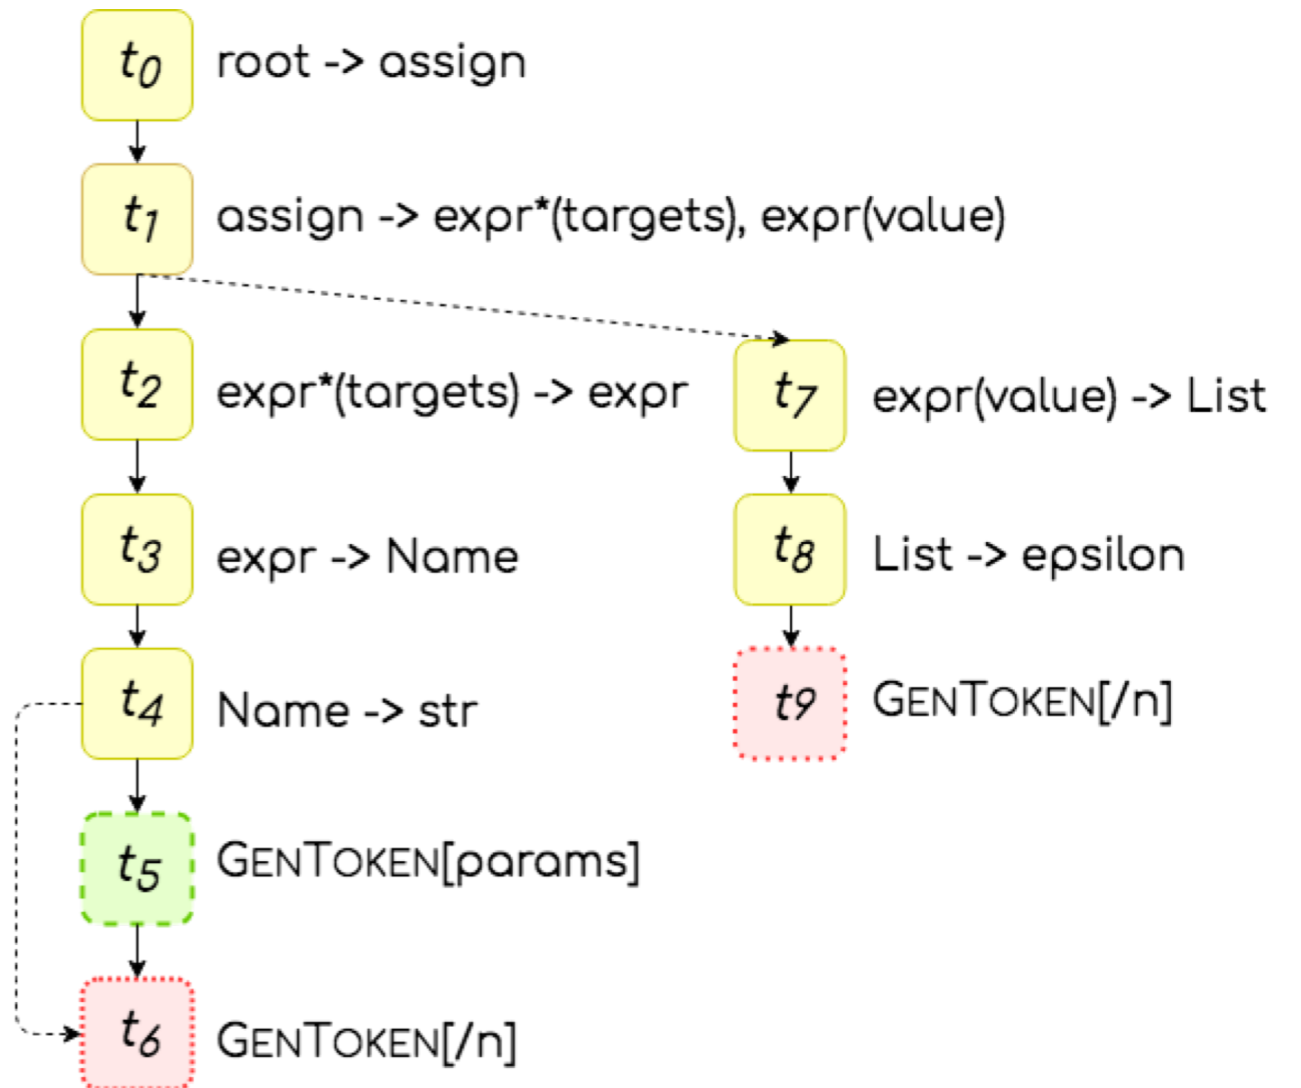 t0 root -> assign
t1 assign -> expr*(targets), expr(value)
t2 expr*(targets) -> expr
t3 expr -> Name
t4 Name -> str
t5 GENTOKEN[params]
t6 GENTOKEN[/n]
t7 expr(value) -> List
t8 List -> epsilon
t9 GENTOKEN[/n]